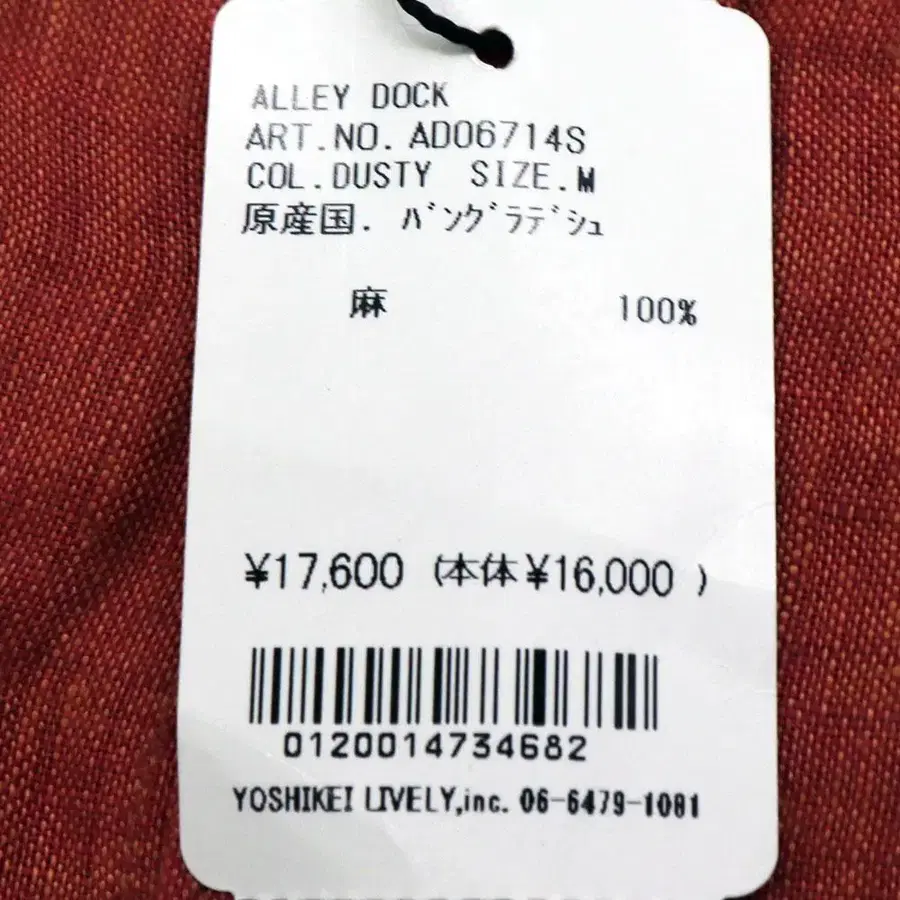 ALLEY DOCK
ART.NO. AD06714S
COL.DUSTY SIZE.M
原産国. バングラデシュ
麻 100%
¥17,600 (本体¥16,000 )
0120014734682
YOSHIKEI LIVELY,inc. 06-6479-1081